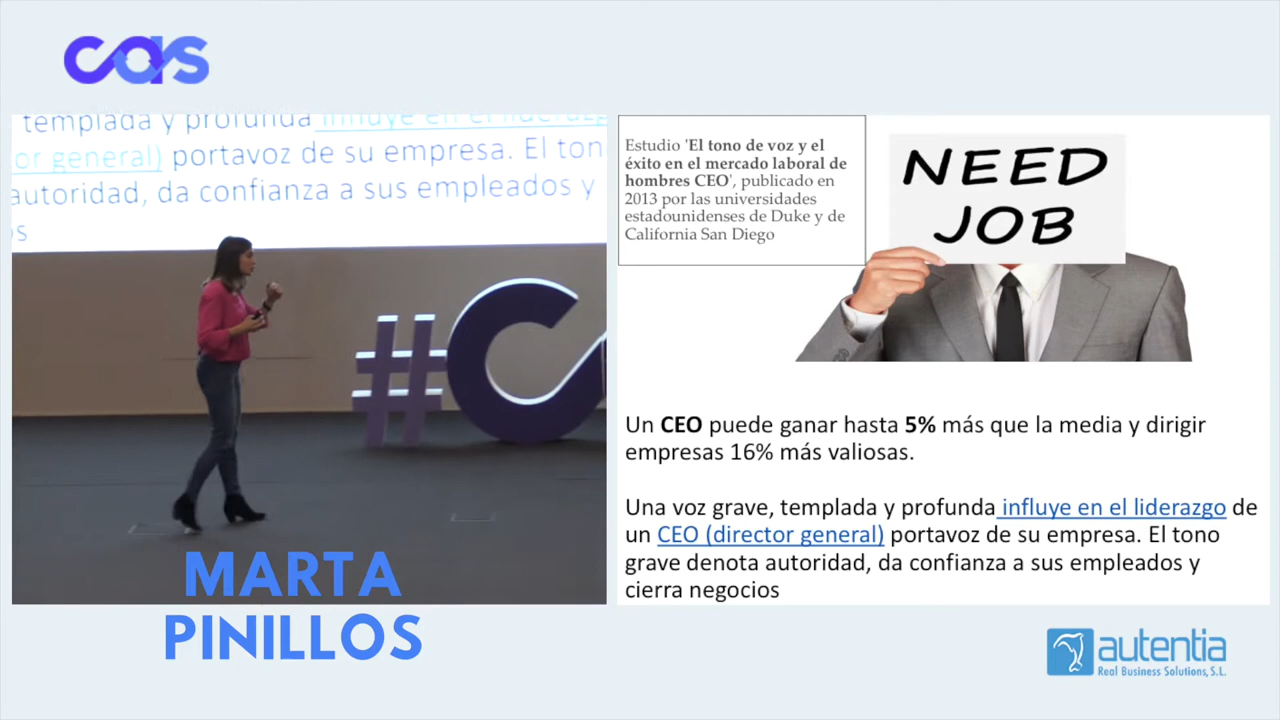 cas
templada y profunda influye en el liderazgo
or general) portavoz de su empresa. El tono
autoridad, da confianza a sus empleados y
os
#C
MARTA
PINILLOS
Estudio 'El tono de voz y el
éxito en el mercado laboral de
hombres CEO', publicado en
2013 por las universidades
estadounidenses de Duke y de
California San Diego
NEED
JOB
Un CEO puede ganar hasta 5% más que la media y dirigir
empresas 16% más valiosas.
Una voz grave, templada y profunda influye en el liderazgo de
un CEO (director general) portavoz de su empresa. El tono
grave denota autoridad, da confianza a sus empleados y
cierra negocios
autentia
Real Business Solutions, S.L.